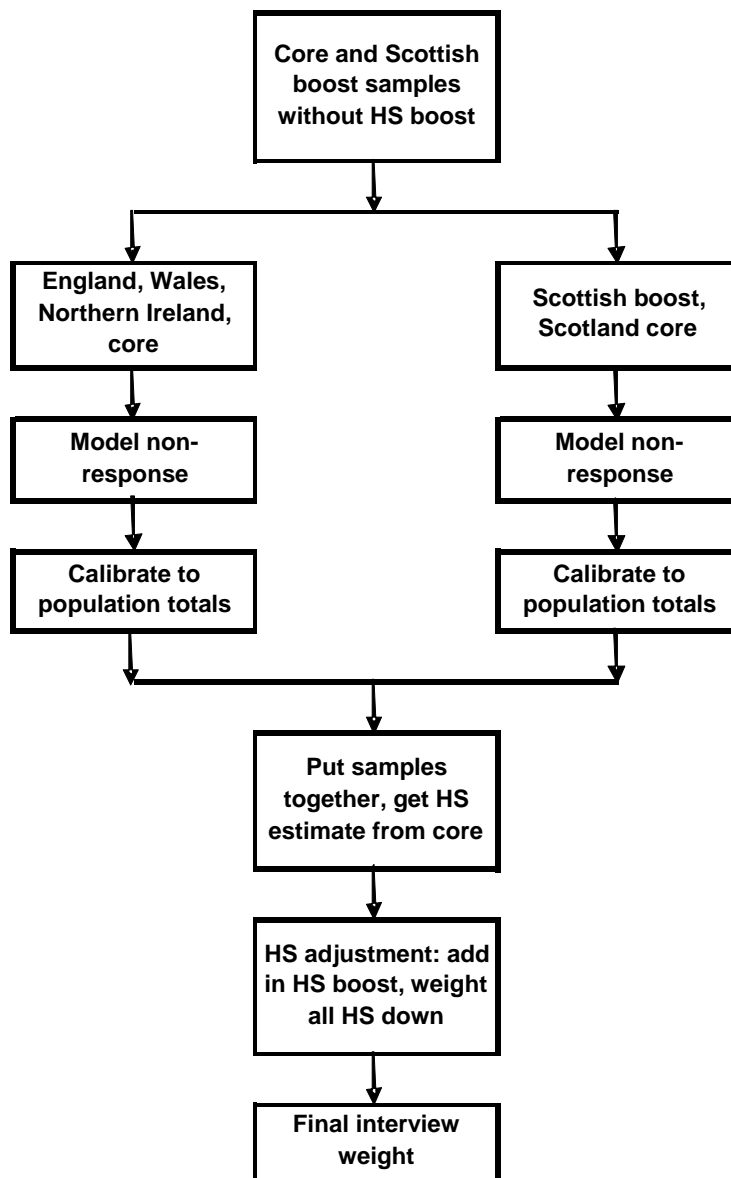 Core and Scottish
boost samples
without HS boost
England, Wales,
Northern Ireland,
core
Scottish boost,
Scotland core
Model non-
response
Model non-
response
Calibrate to
population totals
Calibrate to
population totals
Put samples
together, get HS
estimate from core
HS adjustment: add
in HS boost, weight
all HS down
Final interview
weight